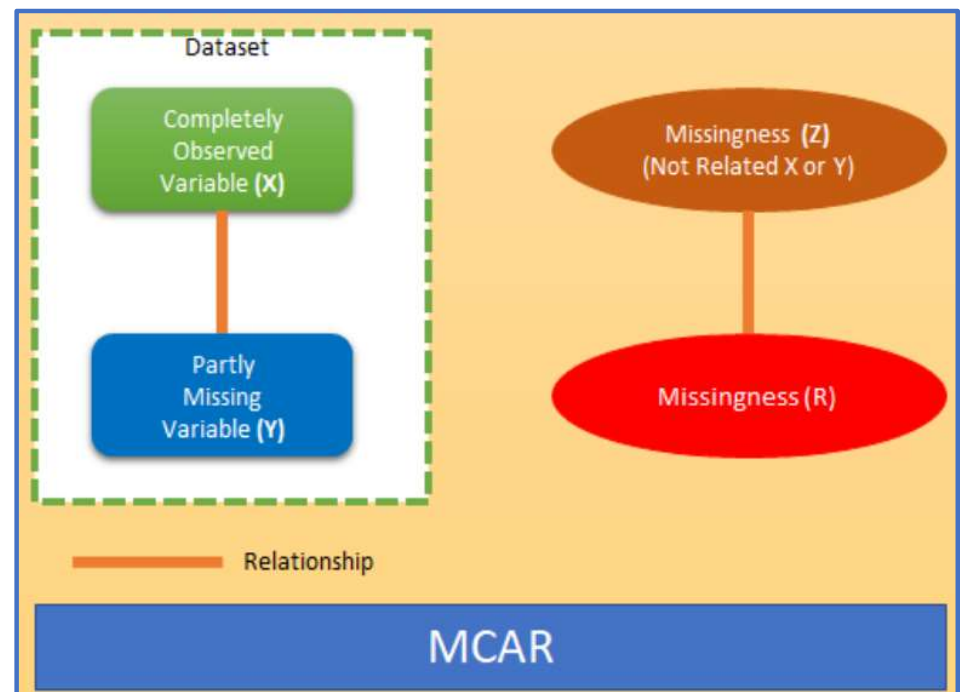 Dataset
Completely
Observed
Variable (X)
Partly
Missing
Variable (Y)
Missingness (Z)
(Not Related X or Y)
Missingness (R)
Relationship
MCAR